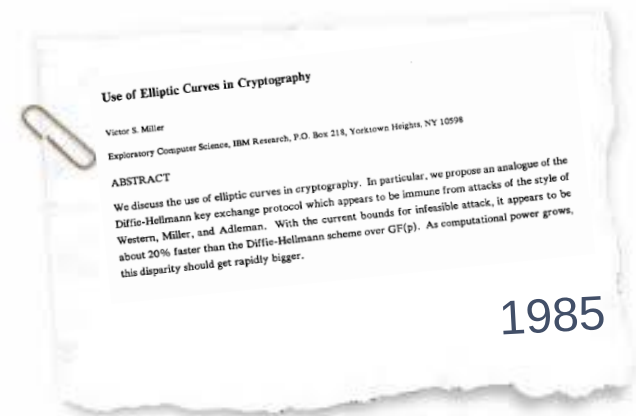 Use of Elliptic Curves in Cryptography
Victor S. Miller
Exploratory Computer Science, IBM Research, P.O. Box 218, Yorktown Heights, NY 10598
ABSTRACT
We discuss the use of elliptic curves in cryptography. In particular, we propose an analogue of the
Diffie-Hellmann key exchange protocol which appears to be immune from attacks of the style of
Western, Miller, and Adleman. With the current bounds for infeasible attack, it appears to be
about 20% faster than the Diffie-Hellmann scheme over GF(p). As computational power grows,
this disparity should get rapidly bigger.
1985